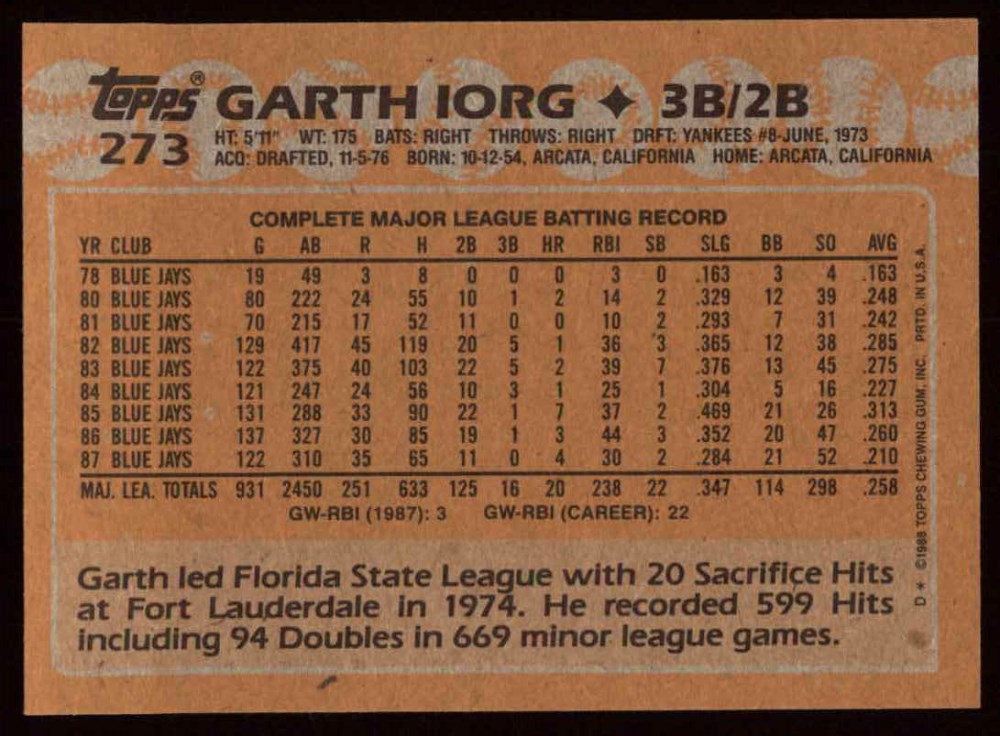 Topps® GARTH IORG ✦ 3B/2B
273 HT: 5'11" WT: 175 BATS: RIGHT THROWS: RIGHT DRFT: YANKEES #8-JUNE, 1973
ACQ: DRAFTED, 11-5-76 BORN: 10-12-54, ARCATA, CALIFORNIA HOME: ARCATA, CALIFORNIA
COMPLETE MAJOR LEAGUE BATTING RECORD
YR CLUB G AB R H 2B 3B HR RBI SB SLG BB SO AVG
78 BLUE JAYS 19 49 3 8 0 0 0 3 0 .163 3 4 .163
80 BLUE JAYS 80 222 24 55 10 1 2 14 2 .329 12 39 .248
81 BLUE JAYS 70 215 17 52 11 0 0 10 2 .293 7 31 .242
82 BLUE JAYS 129 417 45 119 20 5 1 36 3 .365 12 38 .285
83 BLUE JAYS 122 375 40 103 22 5 2 39 7 .376 13 45 .275
84 BLUE JAYS 121 247 24 56 10 3 1 25 1 .304 5 16 .227
85 BLUE JAYS 131 288 33 90 22 1 7 37 2 .469 21 26 .313
86 BLUE JAYS 137 327 30 85 19 1 3 44 3 .352 20 47 .260
87 BLUE JAYS 122 310 35 65 11 0 4 30 2 .284 21 52 .210
MAJ. LEA. TOTALS 931 2450 251 633 125 16 20 238 22 .347 114 298 .258
GW-RBI (1987): 3 GW-RBI (CAREER): 22
Garth led Florida State League with 20 Sacrifice Hits
at Fort Lauderdale in 1974. He recorded 599 Hits
including 94 Doubles in 669 minor league games.
D* ©1988 TOPPS CHEWING GUM, INC. PRTD. IN U.S.A.